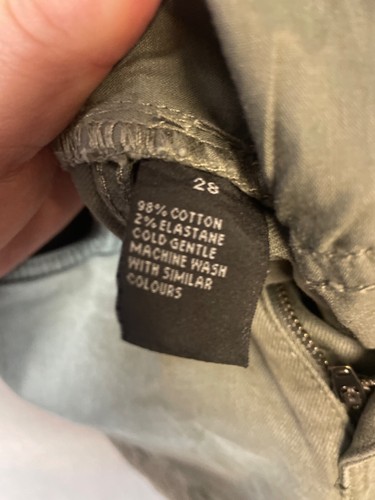 28
98% COTTON
2% ELASTANE
COLD GENTLE
MACHINE WASH
WITH SIMILAR
COLOURS